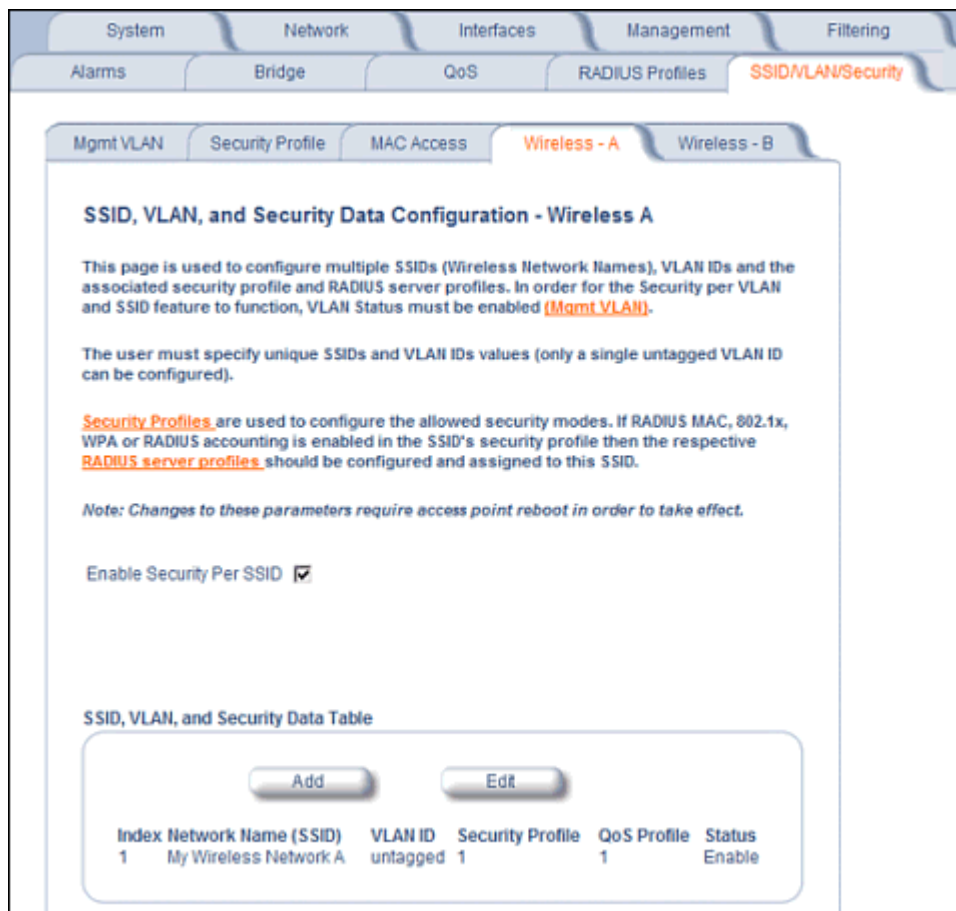 System Network Interfaces Management Filtering
Alarms Bridge QoS RADIUS Profiles SSID/VLAN/Security
Mgmt VLAN Security Profile MAC Access Wireless - A Wireless - B
SSID, VLAN, and Security Data Configuration - Wireless A
This page is used to configure multiple SSIDs (Wireless Network Names), VLAN IDs and the
associated security profile and RADIUS server profiles. In order for the Security per VLAN
and SSID feature to function, VLAN Status must be enabled (Mgmt VLAN).
The user must specify unique SSIDs and VLAN IDs values (only a single untagged VLAN ID
can be configured).
Security Profiles are used to configure the allowed security modes. If RADIUS MAC, 802.1x,
WPA or RADIUS accounting is enabled in the SSID's security profile then the respective
RADIUS server profiles should be configured and assigned to this SSID.
Note: Changes to these parameters require access point reboot in order to take effect.
Enable Security Per SSID
SSID, VLAN, and Security Data Table
Add Edit
Index Network Name (SSID) VLAN ID Security Profile QoS Profile Status
1 My Wireless Network A untagged 1 1 Enable